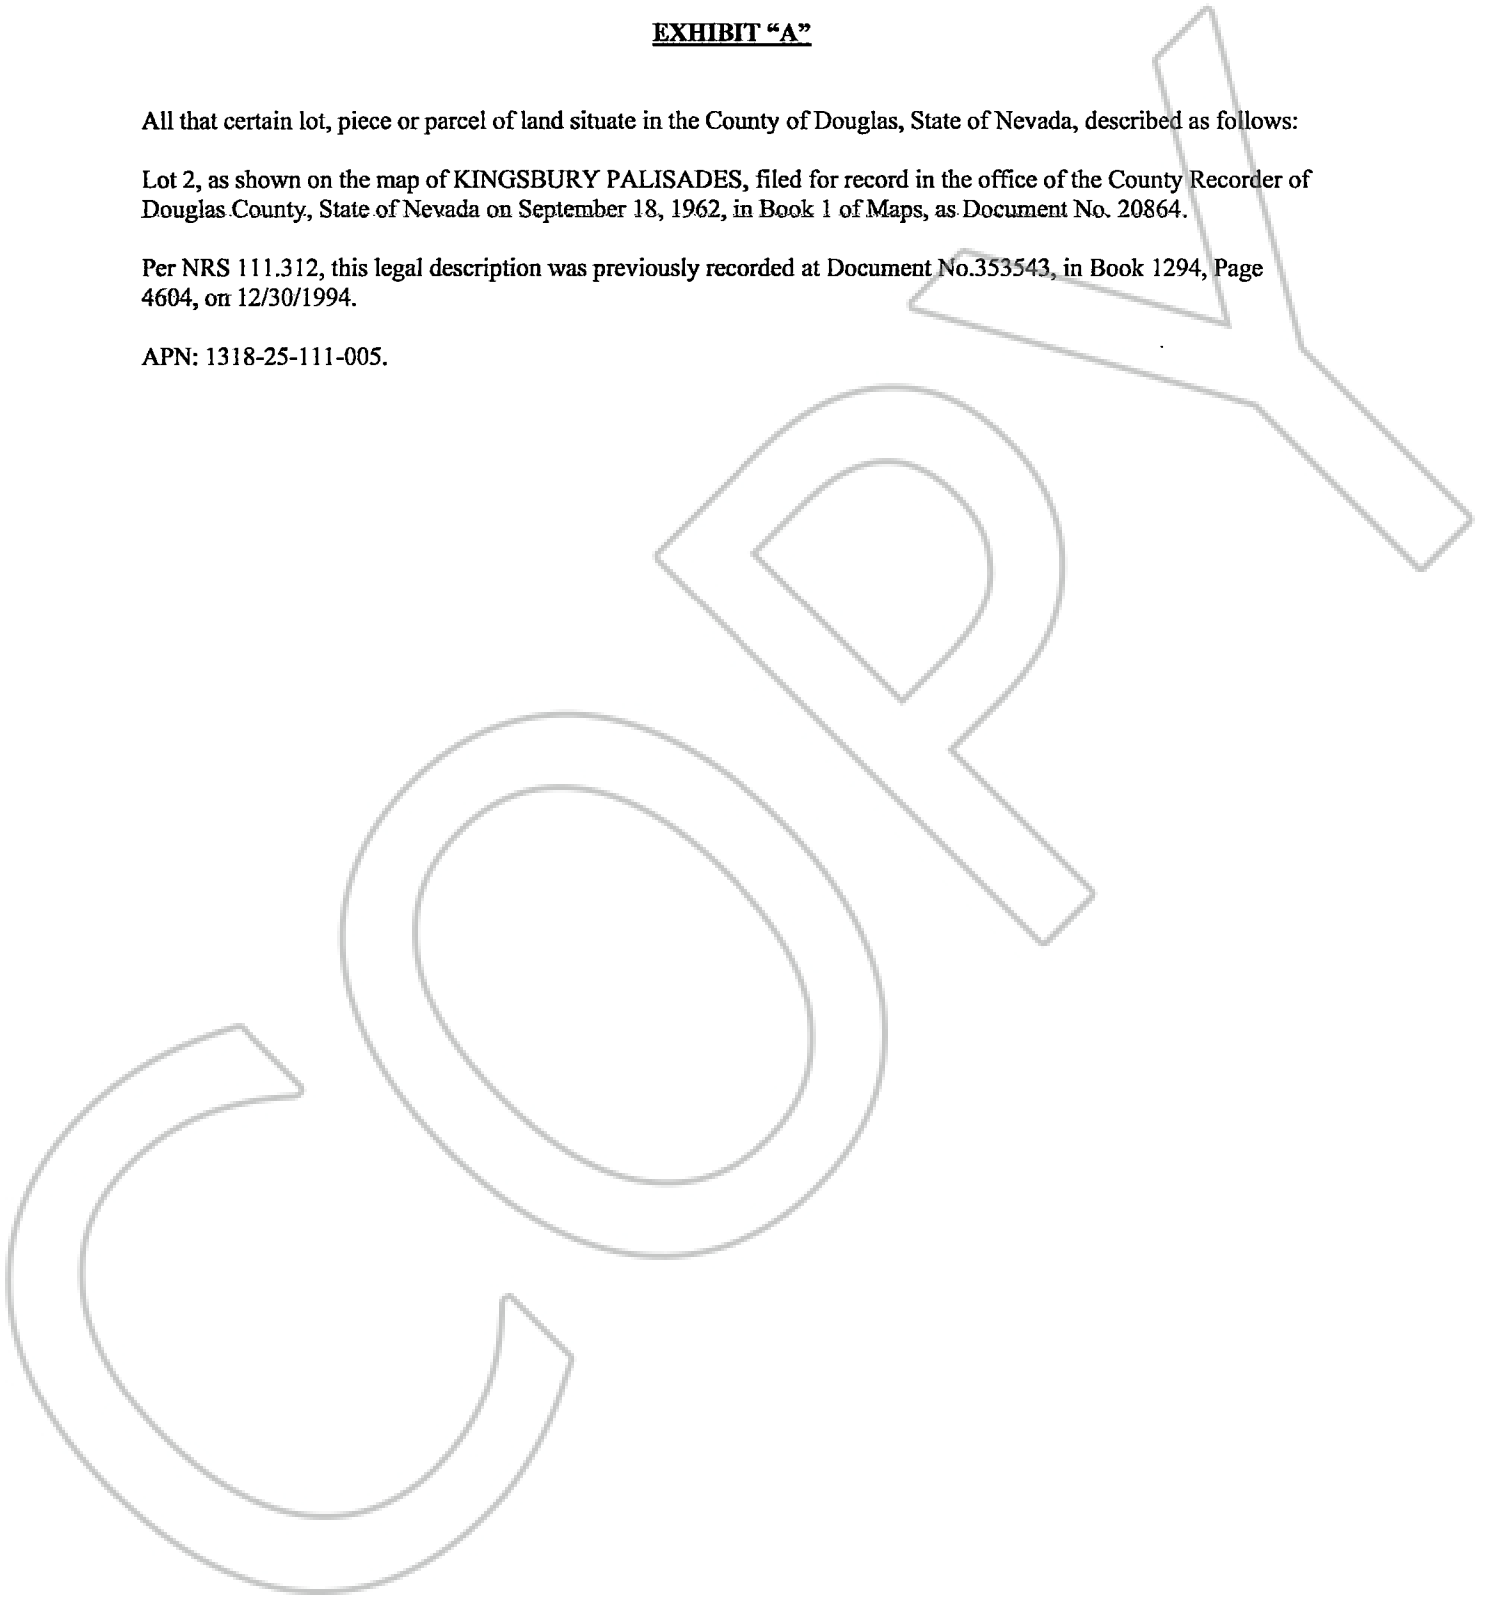 EXHIBIT “A”
All that certain lot, piece or parcel of land situate in the County of Douglas, State of Nevada, described as follows:
Lot 2, as shown on the map of KINGSBURY PALISADES, filed for record in the office of the County Recorder of
Douglas County, State of Nevada on September 18, 1962, in Book 1 of Maps, as Document No. 20864.
Per NRS 111.312, this legal description was previously recorded at Document No.353543, in Book 1294, Page
4604, on 12/30/1994.
APN: 1318-25-111-005.
COPY